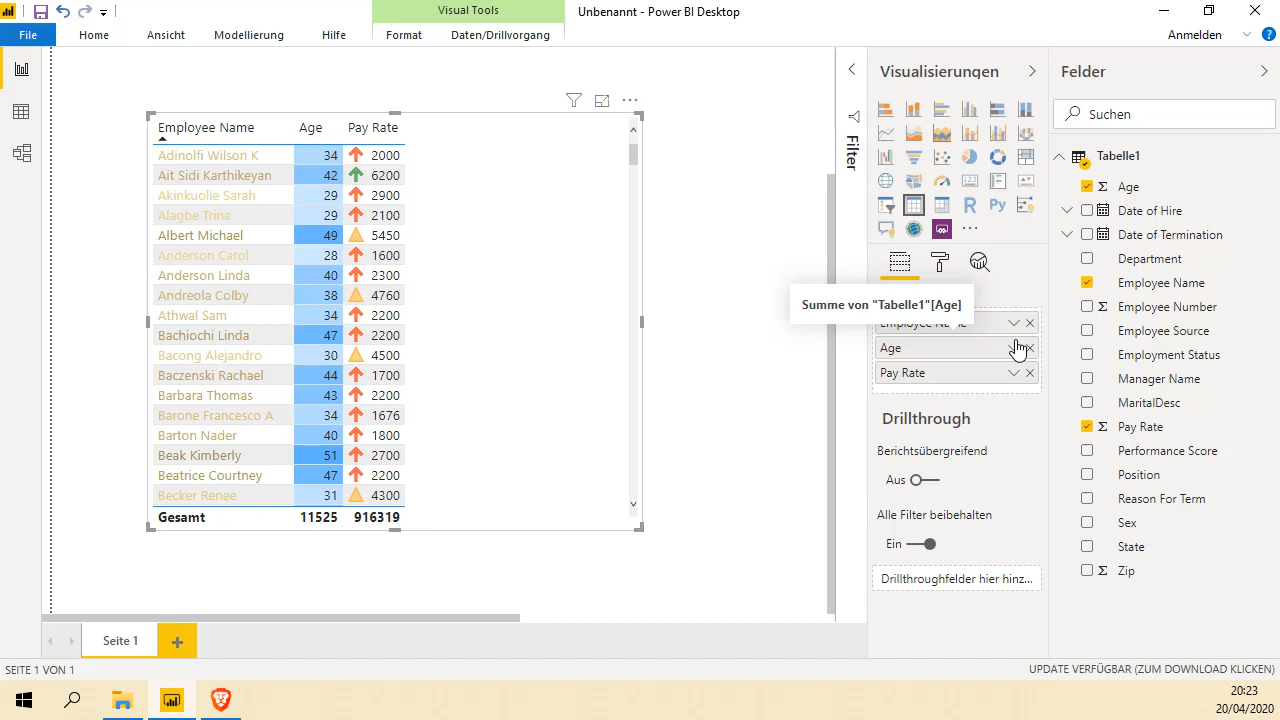 Visual Tools
Unbenannt - Power BI Desktop
File
Home
Ansicht
Modellierung
Hilfe
Format
Daten/Drillvorgang
Anmelden
Employee Name Age Pay Rate
Adinolfi Wilson K 34 2000
Ait Sidi Karthikeyan 42 6200
Akinkuolie Sarah 29 2900
Alagbe Trina 29 2100
Albert Michael 49 5450
Anderson Carol 28 1600
Anderson Linda 40 2300
Andreola Colby 38 4760
Athwal Sam 34 2200
Bachiochi Linda 47 2200
Bacong Alejandro 30 4500
Baczenski Rachael 44 1700
Barbara Thomas 43 2200
Barone Francesco A 34 1676
Barton Nader 40 1800
Beak Kimberly 51 2700
Beatrice Courtney 47 2200
Becker Renee 31 4300
Gesamt 11525 916319
Filter
Visualisierungen
R
Py
Summe von "Tabelle1"[Age]
Employee Name
Age
Pay Rate
Drillthrough
Berichtsübergreifend
Aus
Alle Filter beibehalten
Ein
Drillthroughfelder hier hinz...
Felder
Suchen
Tabelle1
Age
Date of Hire
Date of Termination
Department
Employee Name
Employee Number
Employee Source
Employment Status
Manager Name
MaritalDesc
Pay Rate
Performance Score
Position
Reason For Term
Sex
State
Zip
Seite 1
SEITE 1 VON 1
UPDATE VERFÜGBAR (ZUM DOWNLOAD KLICKEN)
20:23
20/04/2020